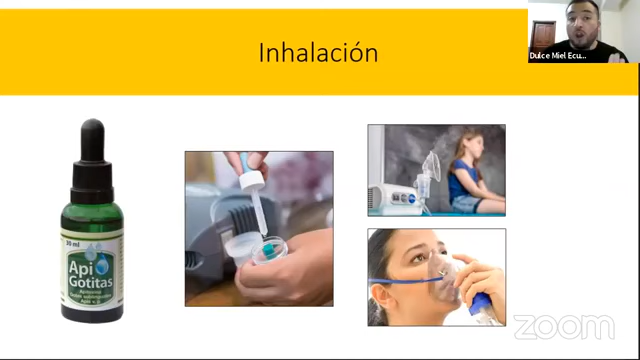 Inhalación
Dulce Miel Ecu...
30 ml
Api
Gotitas
zoom